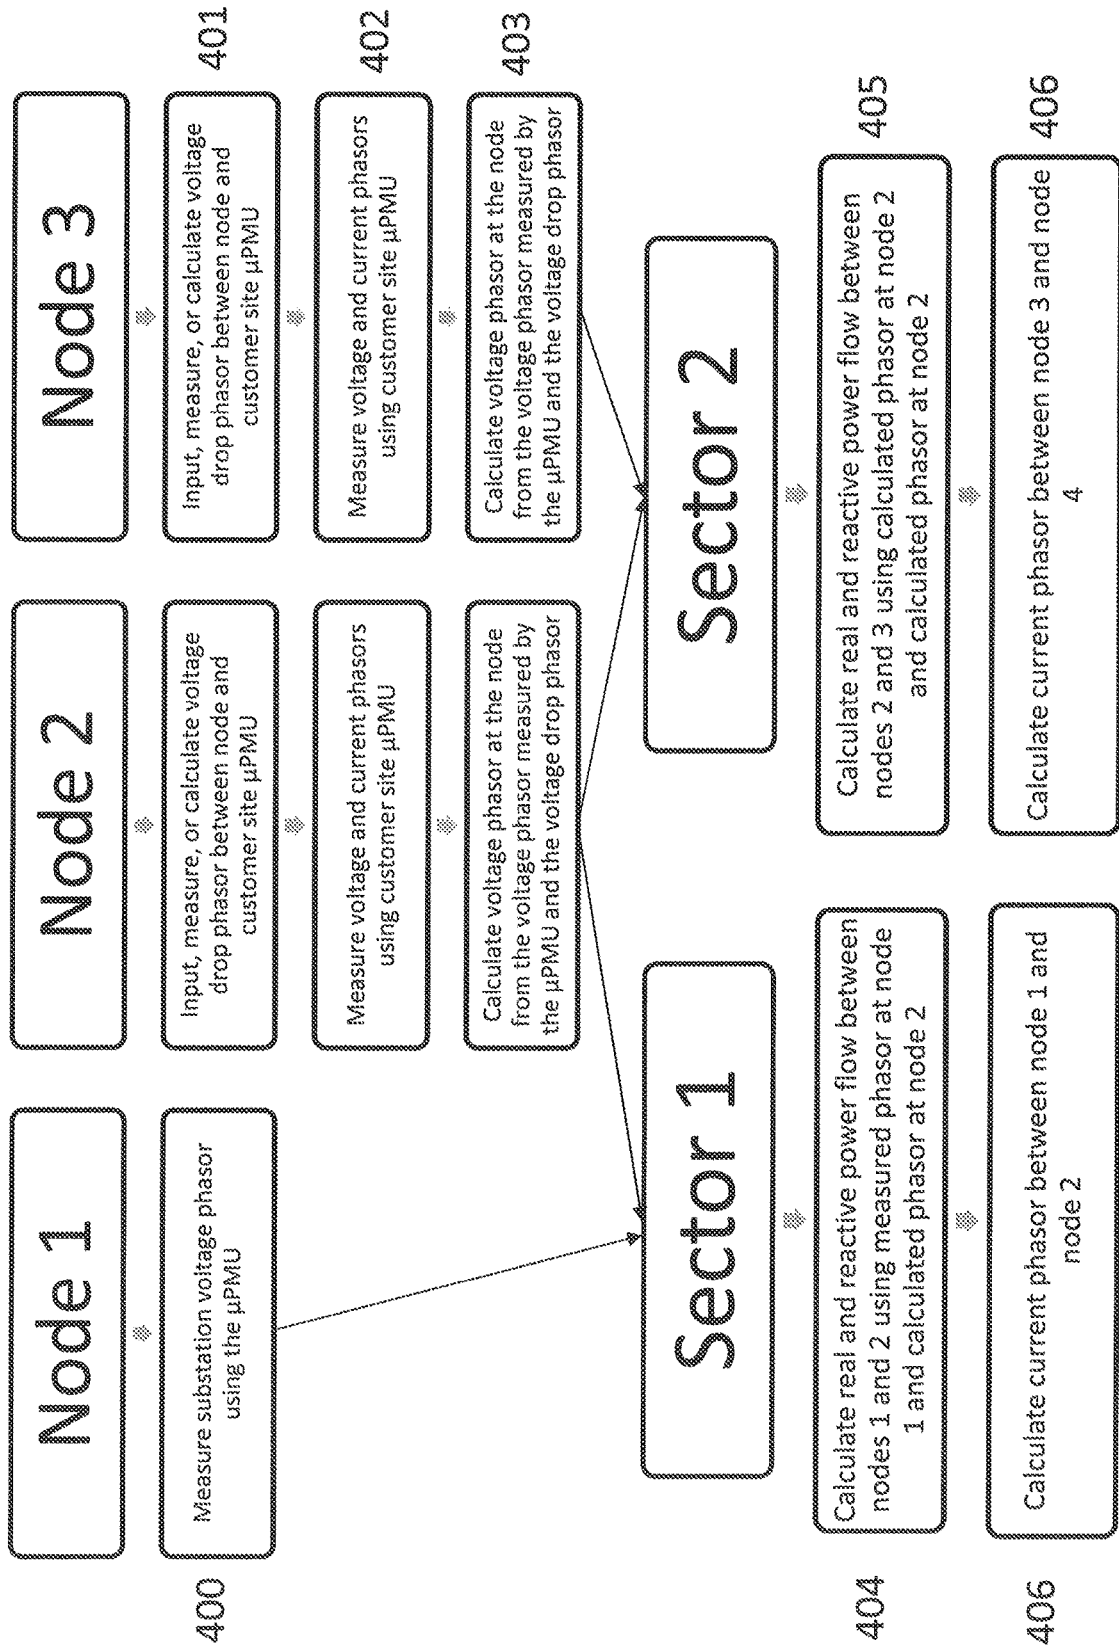 Node 1
Node 2
Node 3
400
Measure substation voltage phasor
using the µPMU
Input, measure, or calculate voltage
drop phasor between node and
customer site µPMU
Input, measure, or calculate voltage
drop phasor between node and
customer site µPMU
401
Measure voltage and current phasors
using customer site µPMU
Measure voltage and current phasors
using customer site µPMU
402
Calculate voltage phasor at the node
from the voltage phasor measured by
the µPMU and the voltage drop phasor
Calculate voltage phasor at the node
from the voltage phasor measured by
the µPMU and the voltage drop phasor
403
Sector 1
Sector 2
404
Calculate real and reactive power flow between
nodes 1 and 2 using measured phasor at node
1 and calculated phasor at node 2
Calculate real and reactive power flow between
nodes 2 and 3 using calculated phasor at node 2
and calculated phasor at node 2
405
406
Calculate current phasor between node 1 and
node 2
Calculate current phasor between node 3 and node
4
406